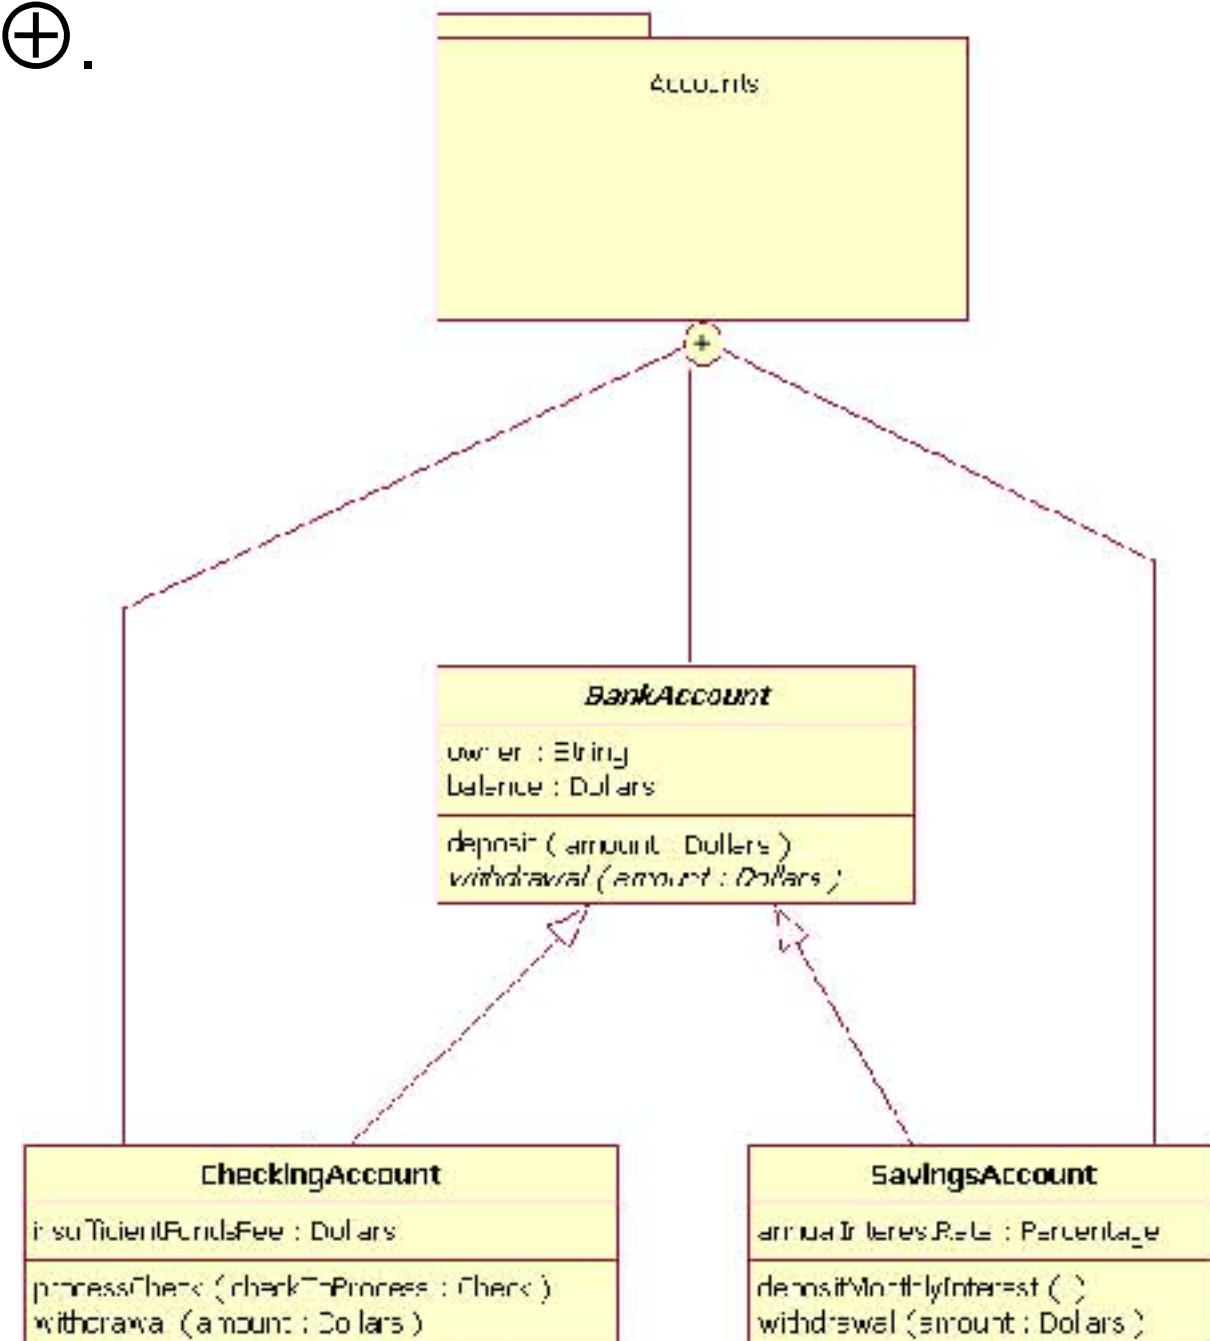 ⊕.
Accounts
+
BankAccount
owner : String
balance : Dollars
deposit ( amount : Dollars )
withdrawal ( amount : Dollars )
CheckingAccount
insufficientFundsFee : Dollars
processCheck ( checkToProcess : Check )
withdrawal ( amount : Dollars )
SavingsAccount
annualInterestRate : Percentage
depositMonthlyInterest ( )
withdrawal ( amount : Dollars )